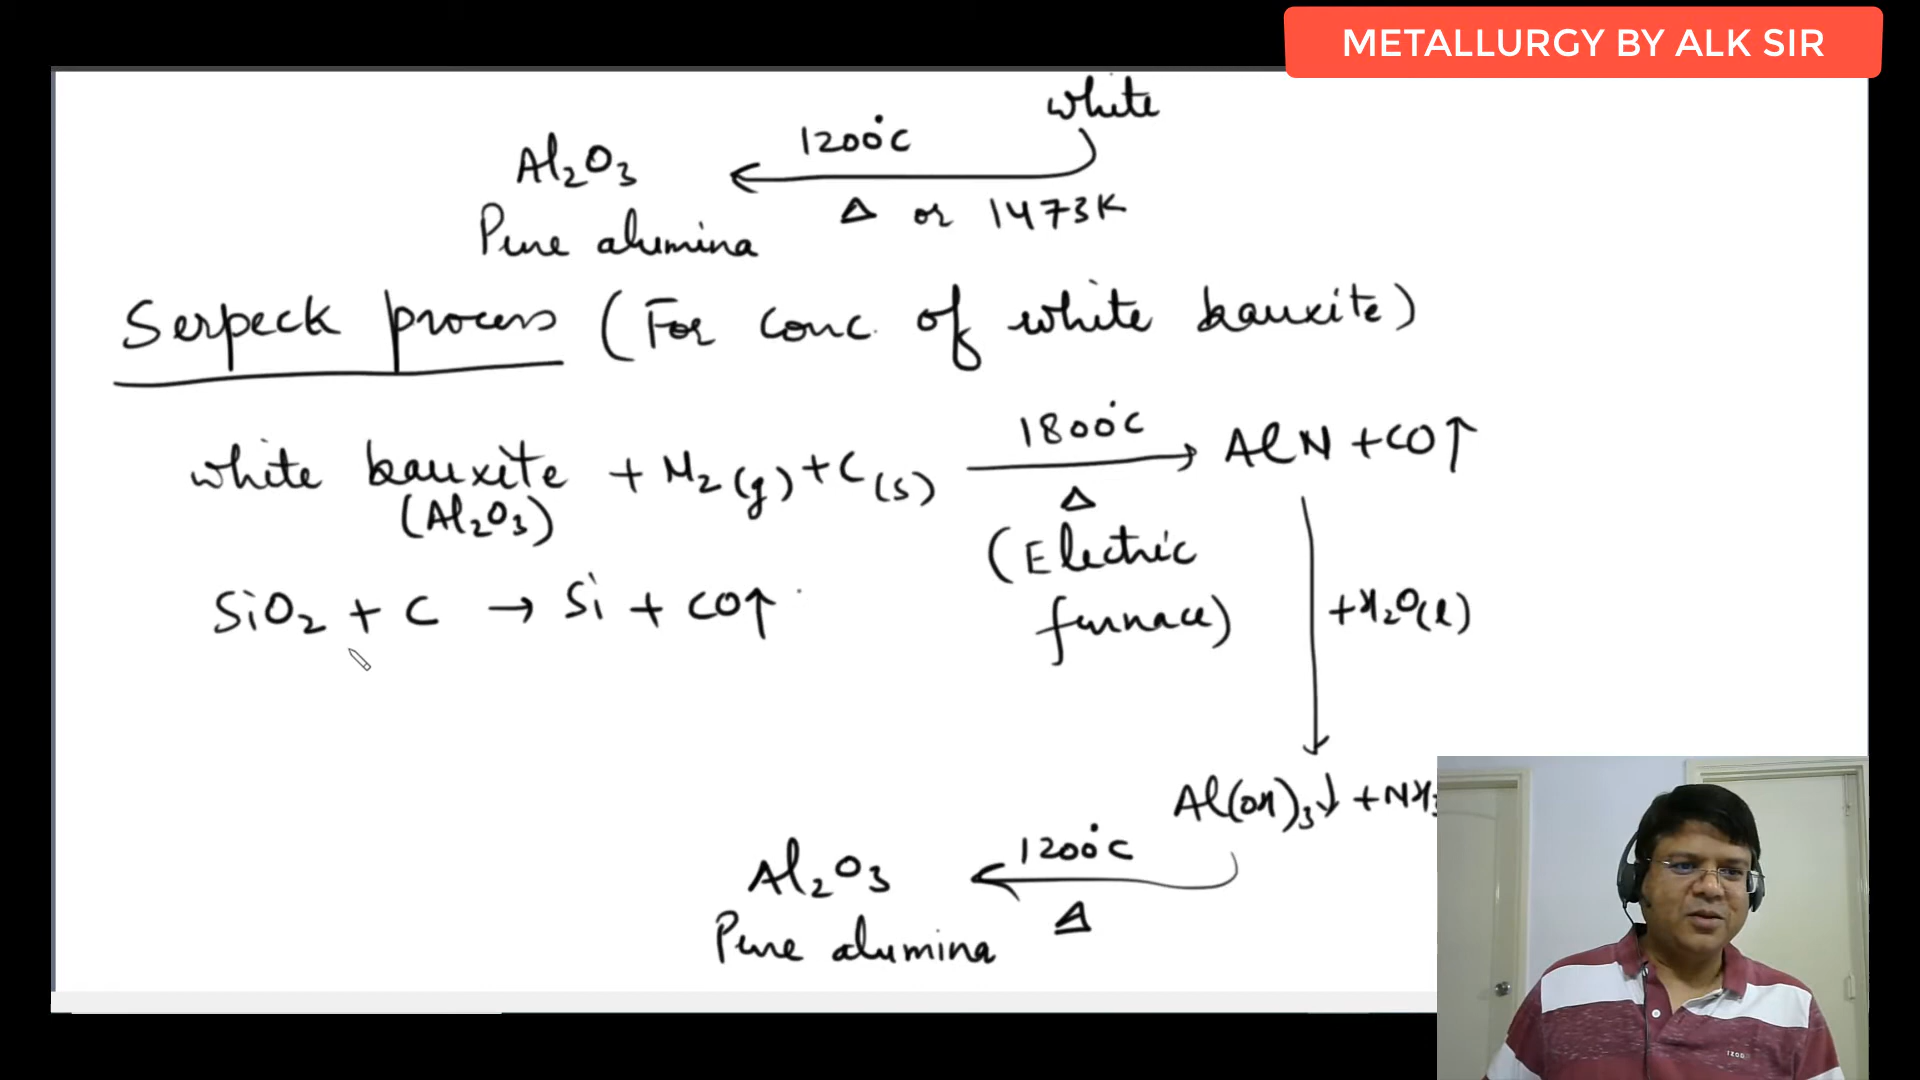 METALLURGY BY ALK SIR
white
1200°C
Al2O3
Δ or 1473K
Pure alumina
Serpeck process (For conc. of white bauxite)
white bauxite + N2(g) + C(s) 1800°C → AlN + CO↑
(Al2O3) Δ
(Electric
furnace)
SiO2 + C → Si + CO↑
+H2O(l)
Al(OH)3↓ + NH3
1200°C
Al2O3
Δ
Pure alumina
IZOD